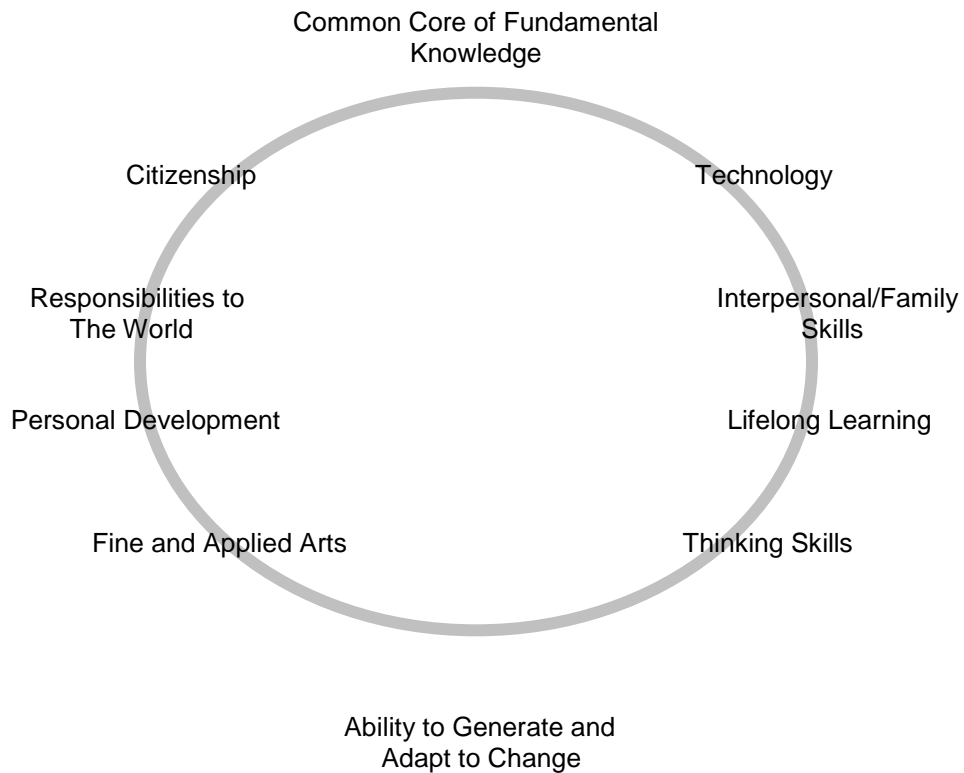 Common Core of Fundamental
Knowledge
Citizenship
Technology
Responsibilities to
The World
Interpersonal/Family
Skills
Personal Development
Lifelong Learning
Fine and Applied Arts
Thinking Skills
Ability to Generate and
Adapt to Change